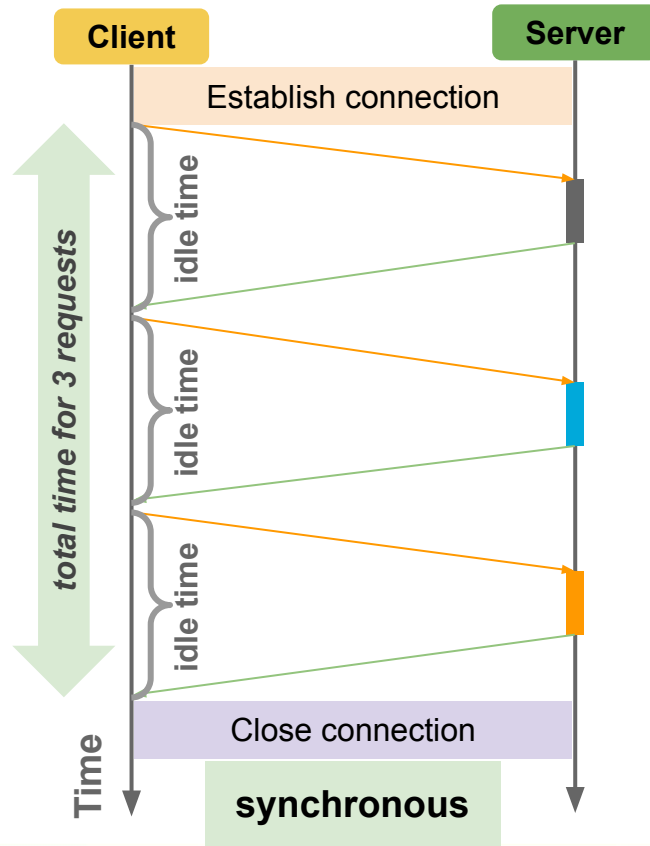 Client
Server
Establish connection
idle time
total time for 3 requests
idle time
idle time
Close connection
Time
synchronous